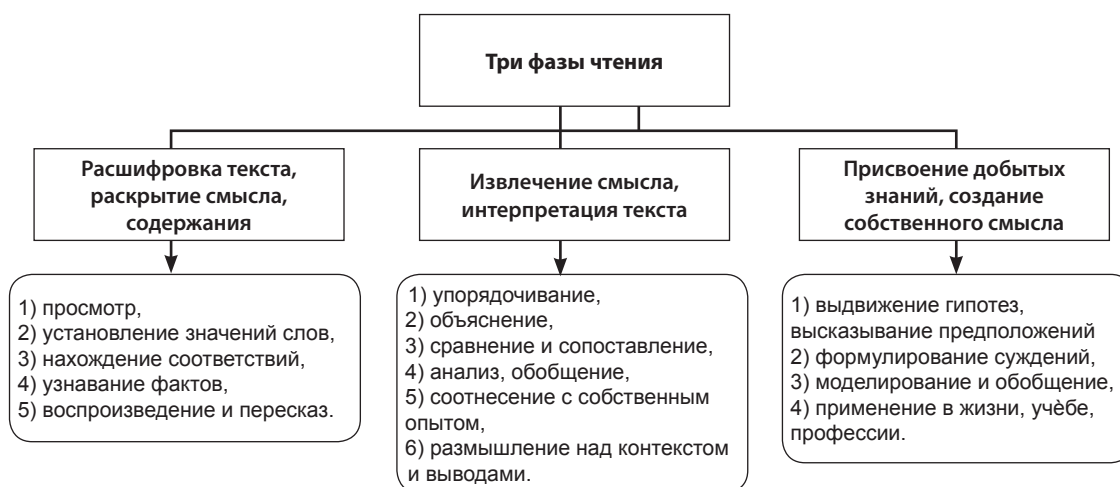 Три фазы чтения
Расшифровка текста,
раскрытие смысла,
содержания
1) просмотр,
2) установление значений слов,
3) нахождение соответствий,
4) узнавание фактов,
5) воспроизведение и пересказ.
Извлечение смысла,
интерпретация текста
1) упорядочивание,
2) объяснение,
3) сравнение и сопоставление,
4) анализ, обобщение,
5) соотнесение с собственным
опытом,
6) размышление над контекстом
и выводами.
Присвоение добытых
знаний, создание
собственного смысла
1) выдвижение гипотез,
высказывание предположений
2) формулирование суждений,
3) моделирование и обобщение,
4) применение в жизни, учѐбе,
профессии.